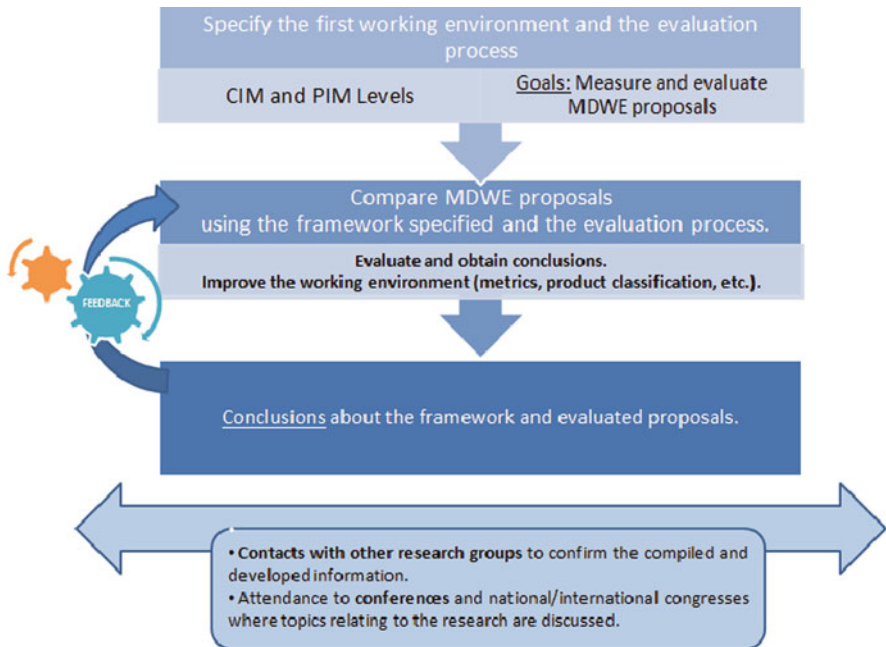 Specify the first working environment and the evaluation
process
CIM and PIM Levels
Goals: Measure and evaluate
MDWE proposals
Compare MDWE proposals
using the framework specified and the evaluation process.
Evaluate and obtain conclusions.
Improve the working environment (metrics, product classification, etc.).
FEEDBACK
Conclusions about the framework and evaluated proposals.
• Contacts with other research groups to confirm the compiled and
developed information.
• Attendance to conferences and national/international congresses
where topics relating to the research are discussed.